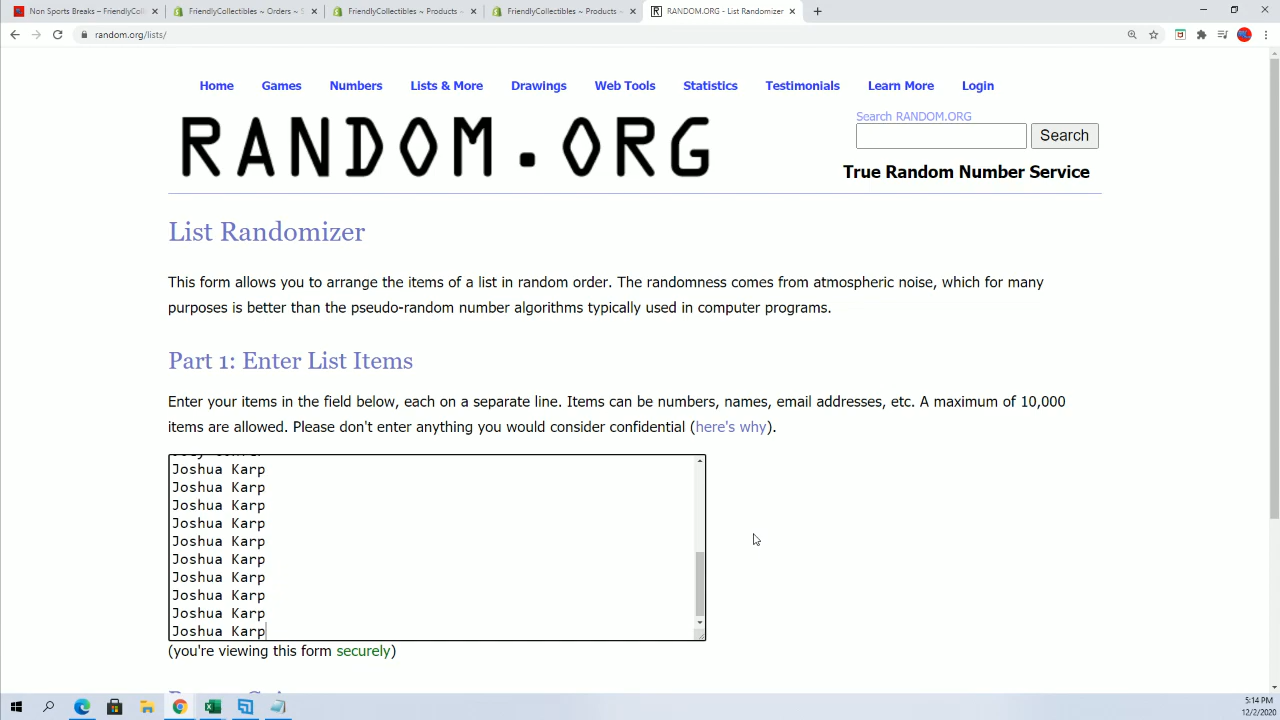 Non Sports Breaks – FriendlyColl
FriendlyCollectibles ~ Orders ~ S
FriendlyCollectibles ~ Products ~
FriendlyCollectibles ~ Products ~
RANDOM.ORG - List Randomizer
random.org/lists/
Home Games Numbers Lists & More Drawings Web Tools Statistics Testimonials Learn More Login
RANDOM.ORG
Search RANDOM.ORG
Search
True Random Number Service
List Randomizer
This form allows you to arrange the items of a list in random order. The randomness comes from atmospheric noise, which for many
purposes is better than the pseudo-random number algorithms typically used in computer programs.
Part 1: Enter List Items
Enter your items in the field below, each on a separate line. Items can be numbers, names, email addresses, etc. A maximum of 10,000
items are allowed. Please don't enter anything you would consider confidential (here's why).
Joshua Karp
Joshua Karp
Joshua Karp
Joshua Karp
Joshua Karp
Joshua Karp
Joshua Karp
Joshua Karp
Joshua Karp
Joshua Karp
(you're viewing this form securely)
5:14 PM
12/2/2020